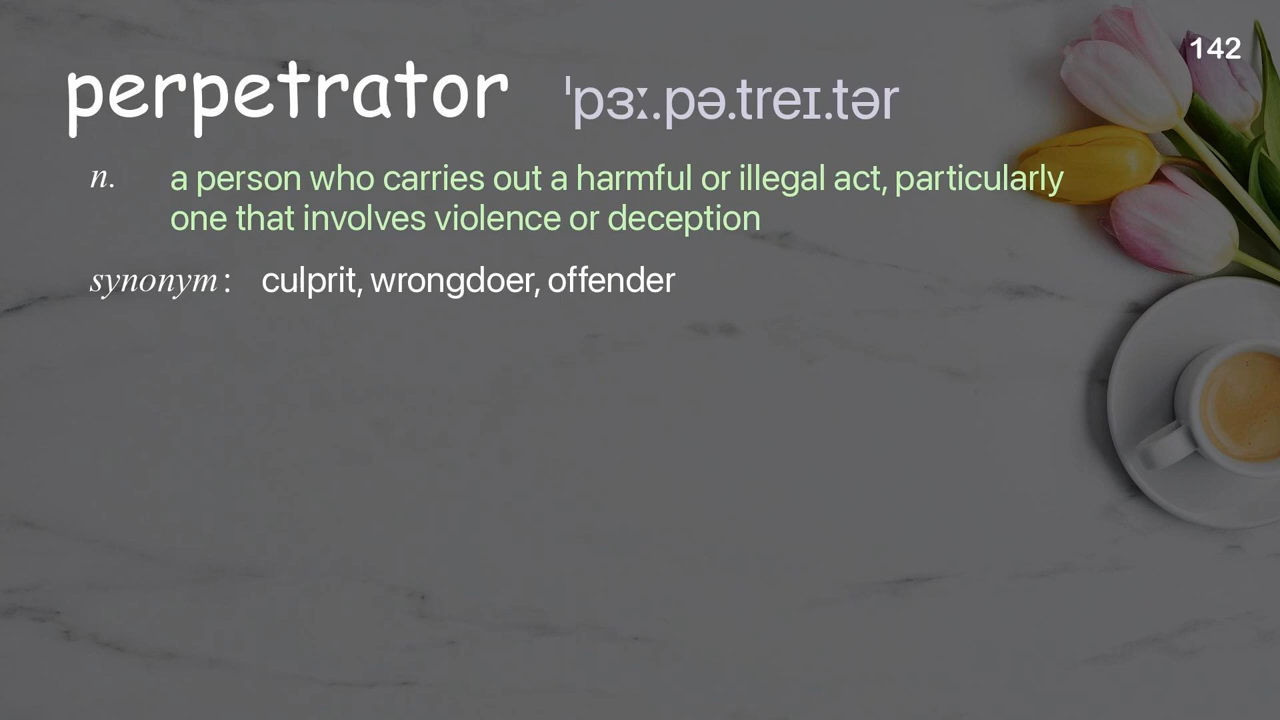 142
perpetrator ˈpɜː.pə.treɪ.tər
n. a person who carries out a harmful or illegal act, particularly
one that involves violence or deception
synonym: culprit, wrongdoer, offender